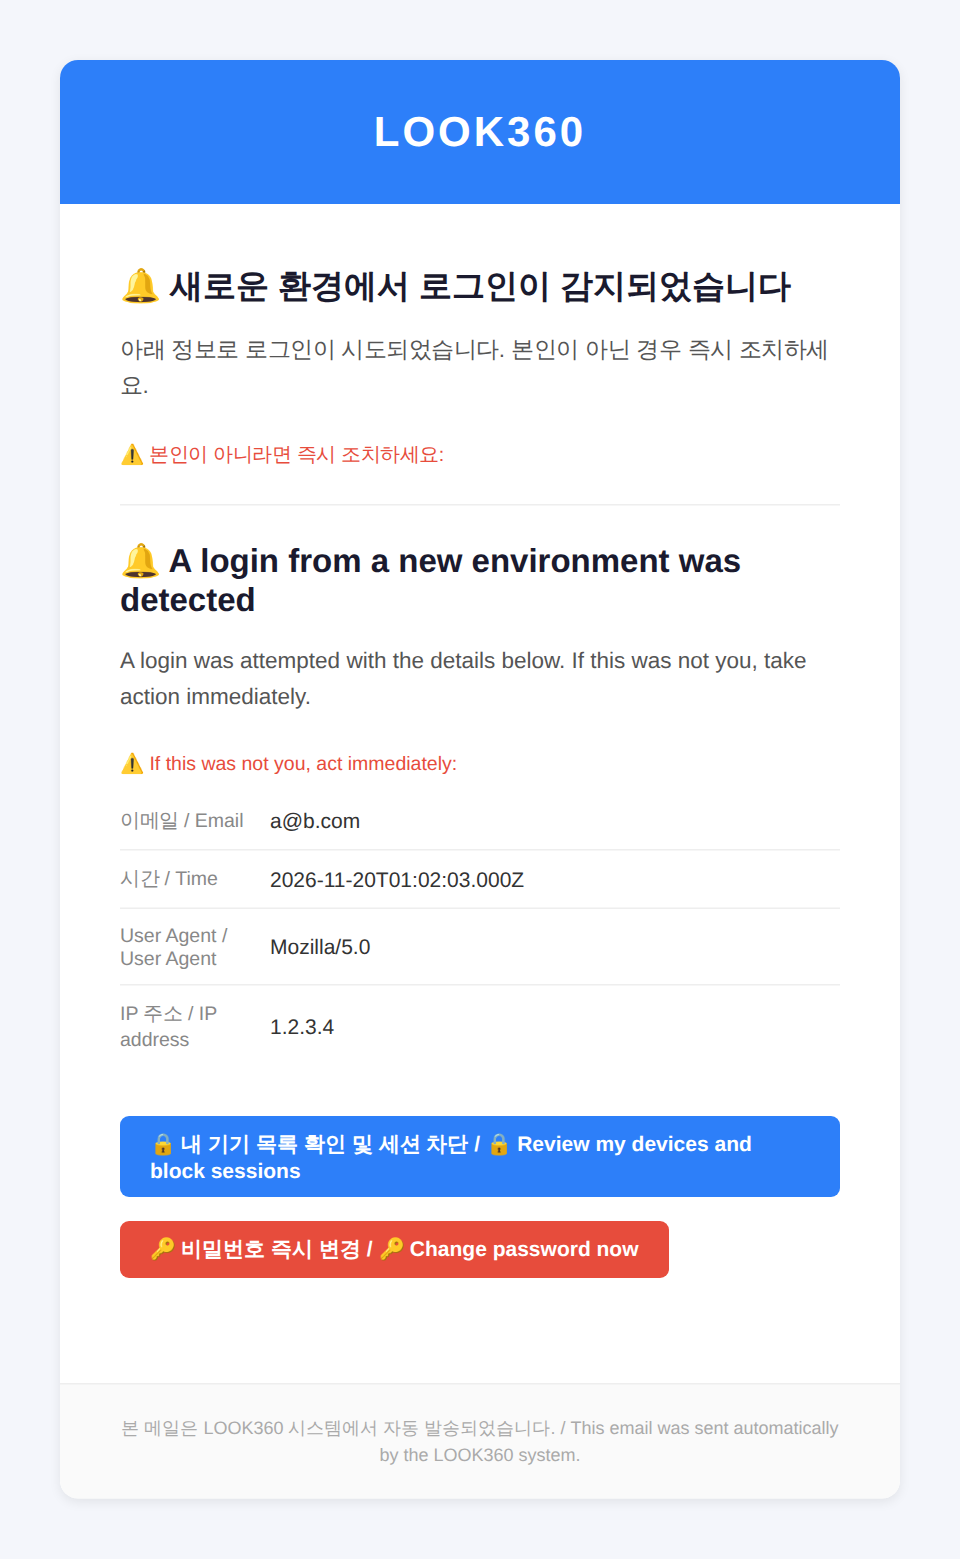 LOOK360
🔔 새로운 환경에서 로그인이 감지되었습니다
아래 정보로 로그인이 시도되었습니다. 본인이 아닌 경우 즉시 조치하세
요.
⚠️ 본인이 아니라면 즉시 조치하세요:
🔔 A login from a new environment was
detected
A login was attempted with the details below. If this was not you, take
action immediately.
⚠️ If this was not you, act immediately:
이메일 / Email a@b.com
시간 / Time 2026-11-20T01:02:03.000Z
User Agent /
User Agent
Mozilla/5.0
IP 주소 / IP
address
1.2.3.4
🔒 내 기기 목록 확인 및 세션 차단 / 🔒 Review my devices and
block sessions
🔑 비밀번호 즉시 변경 / 🔑 Change password now
본 메일은 LOOK360 시스템에서 자동 발송되었습니다. / This email was sent automatically
by the LOOK360 system.